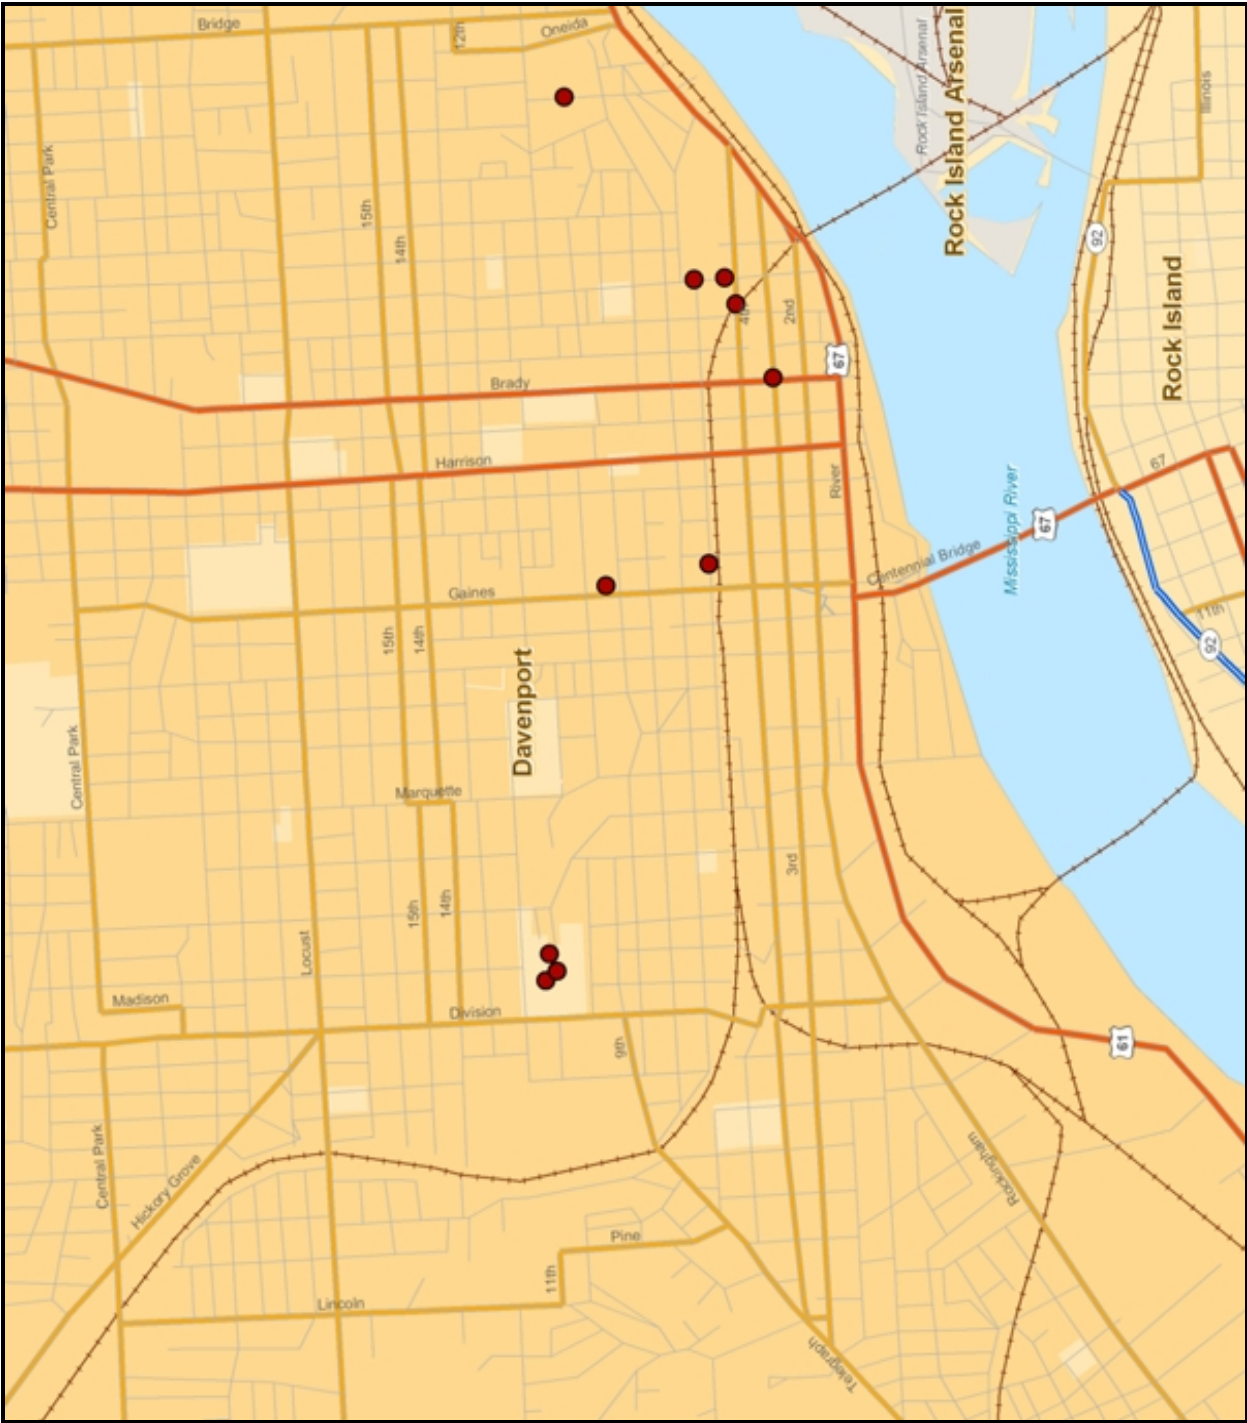 Bridge
12th
Oneida
Rock Island Arsenal
Rock Island Arsenal
Illinois
Central Park
15th
14th
92
Rock Island
4th
2nd
67
Brady
Harrison
River
67
67
Mississippi River
Centennial Bridge
Gaines
11th
92
15th
14th
Davenport
Central Park
Marquette
3rd
15th
14th
Locust
Madison
Division
9th
61
Central Park
Hickory Grove
Rockingham
Pine
11th
Lincoln
Telegraph